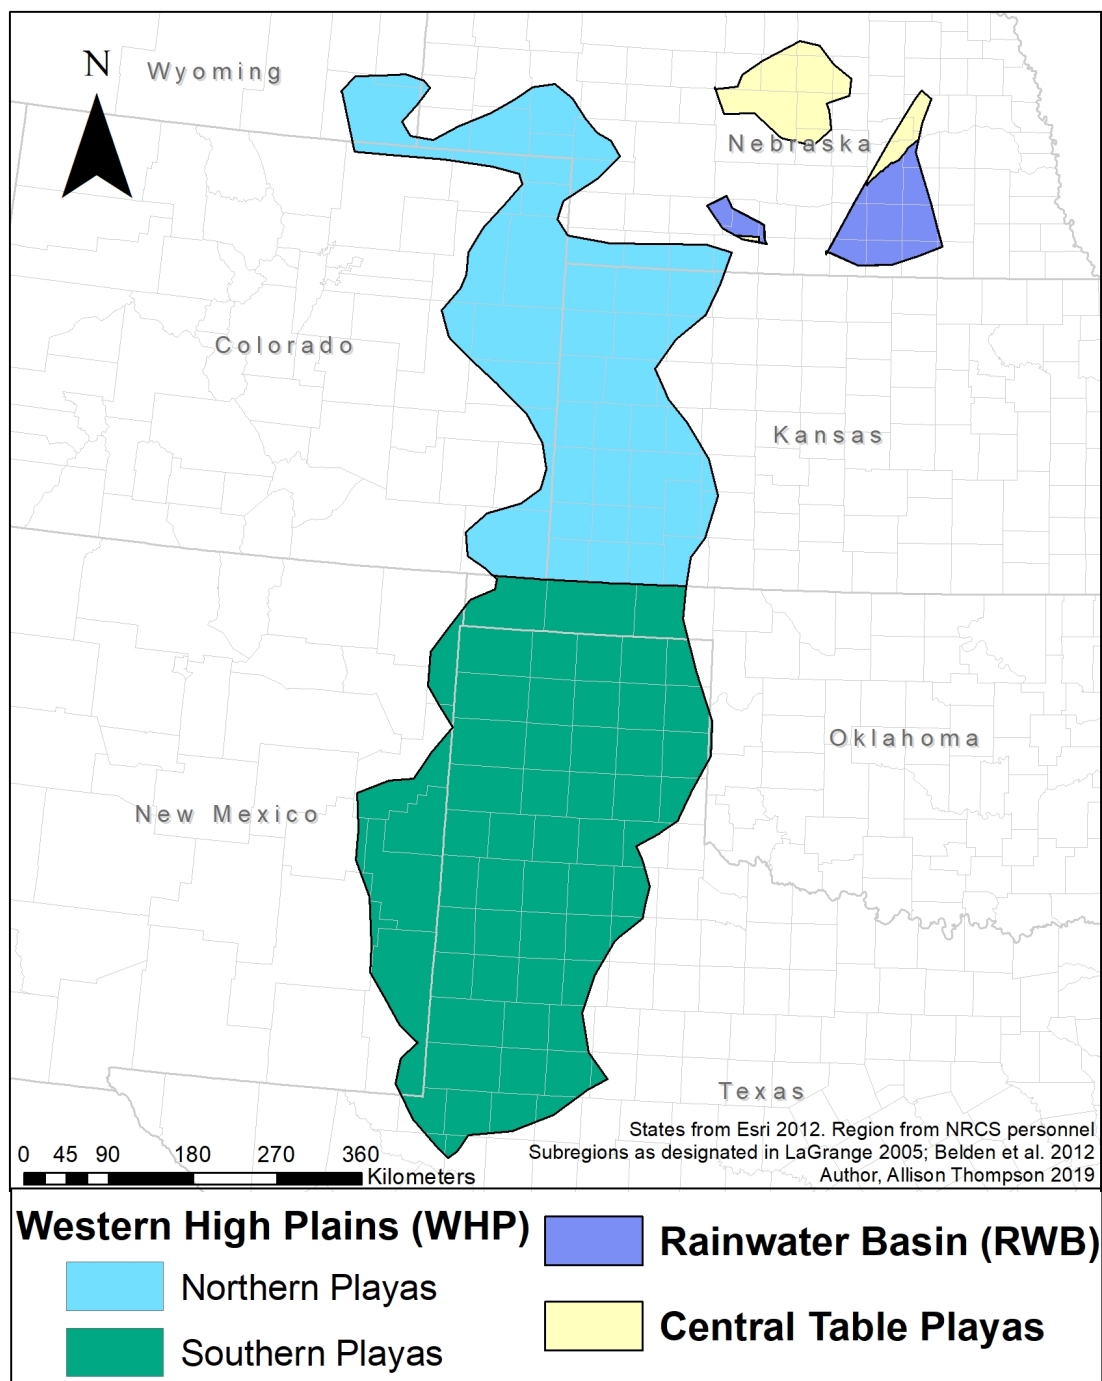 N
Wyoming
Nebraska
Colorado
Kansas
Oklahoma
New Mexico
Texas
States from Esri 2012. Region from NRCS personnel
Subregions as designated in LaGrange 2005; Belden et al. 2012
Author, Allison Thompson 2019
0 45 90 180 270 360
Kilometers
Western High Plains (WHP)
Northern Playas
Southern Playas
Rainwater Basin (RWB)
Central Table Playas